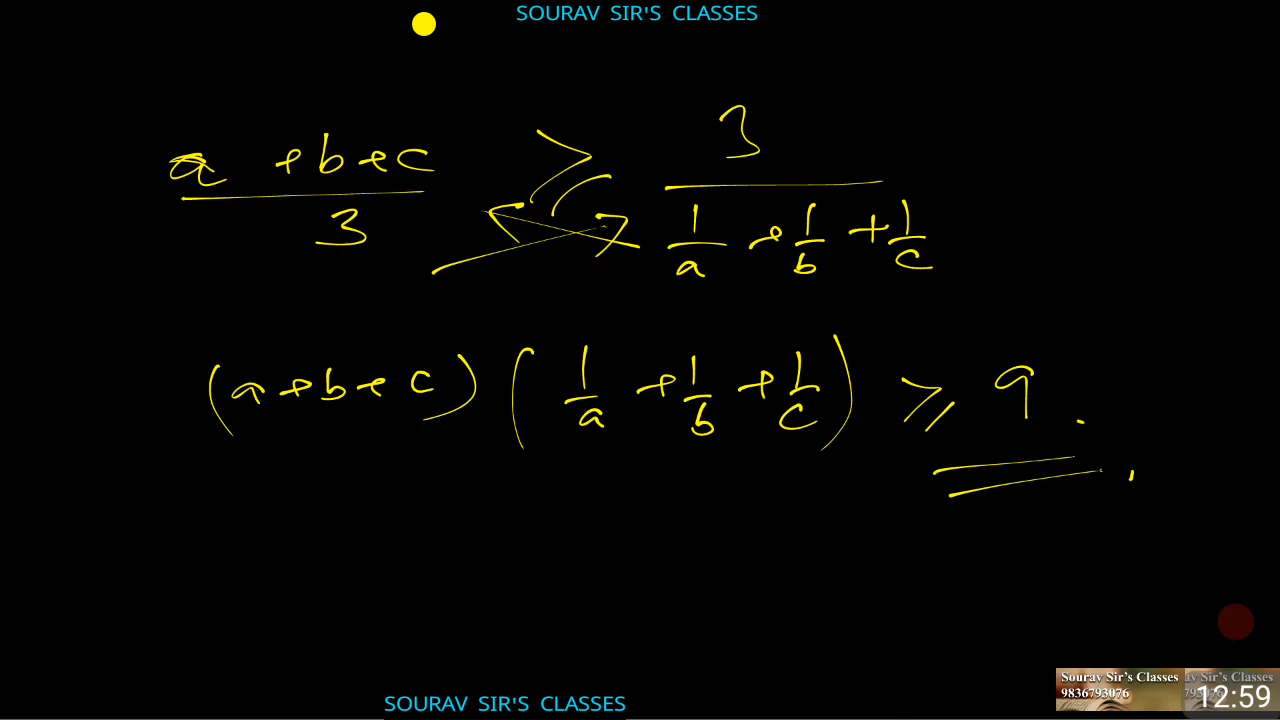 SOURAV SIR'S CLASSES
a + b + c / 3 ≥ 3 / 1/a + 1/b + 1/c
(a + b + c) (1/a + 1/b + 1/c) ≥ 9.
Sourav Sir's Classes
9836793076
12:59
SOURAV SIR'S CLASSES